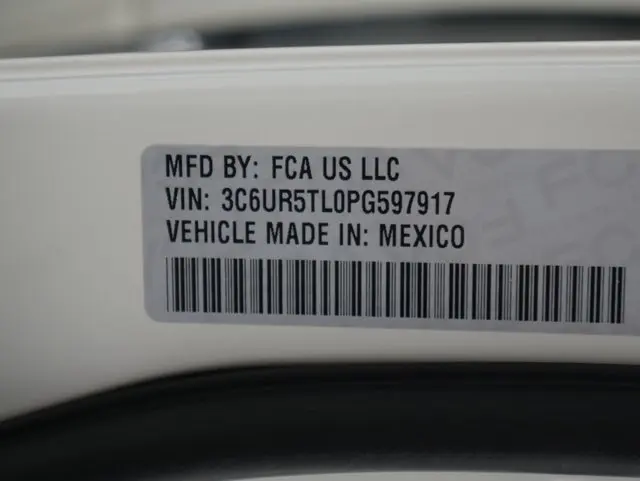 MFD BY: FCA US LLC
VIN: 3C6UR5TL0PG597917
VEHICLE MADE IN: MEXICO